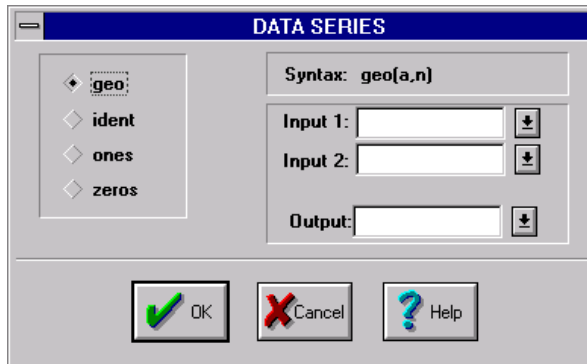 DATA SERIES
geo
ident
ones
zeros
Syntax: geo(a,n)
Input 1:
Input 2:
Output:
OK
Cancel
Help